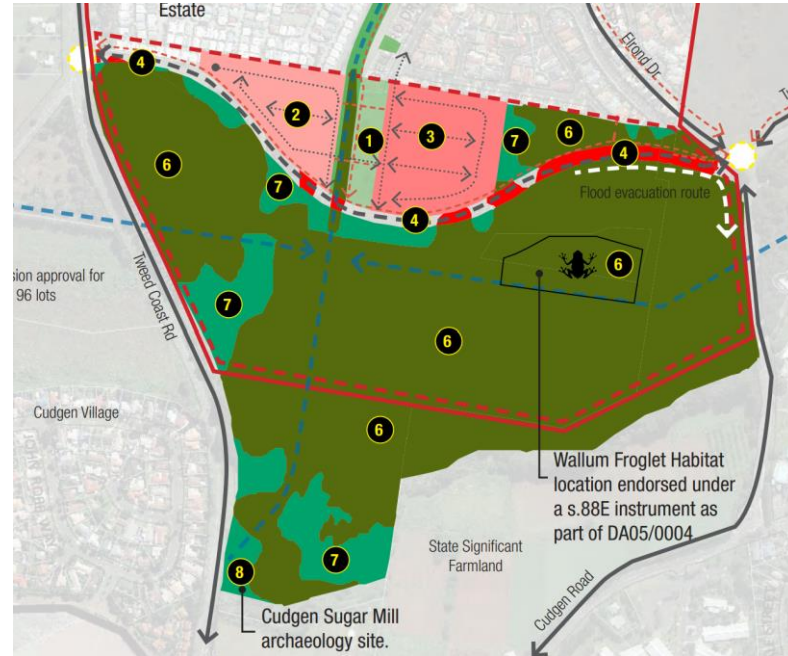 Estate
Elrond Dr.
4
2
1
3
7
6
4
6
7
4
Flood evacuation route
sion approval for
96 lots
Tweed Coast Rd
7
6
6
Cudgen Village
6
Wallum Froglet Habitat
location endorsed under
a s.88E instrument as
part of DA05/0004
State Significant
Farmland
7
8
Cudgen Sugar Mill
archaeology site.
Cudgen Road